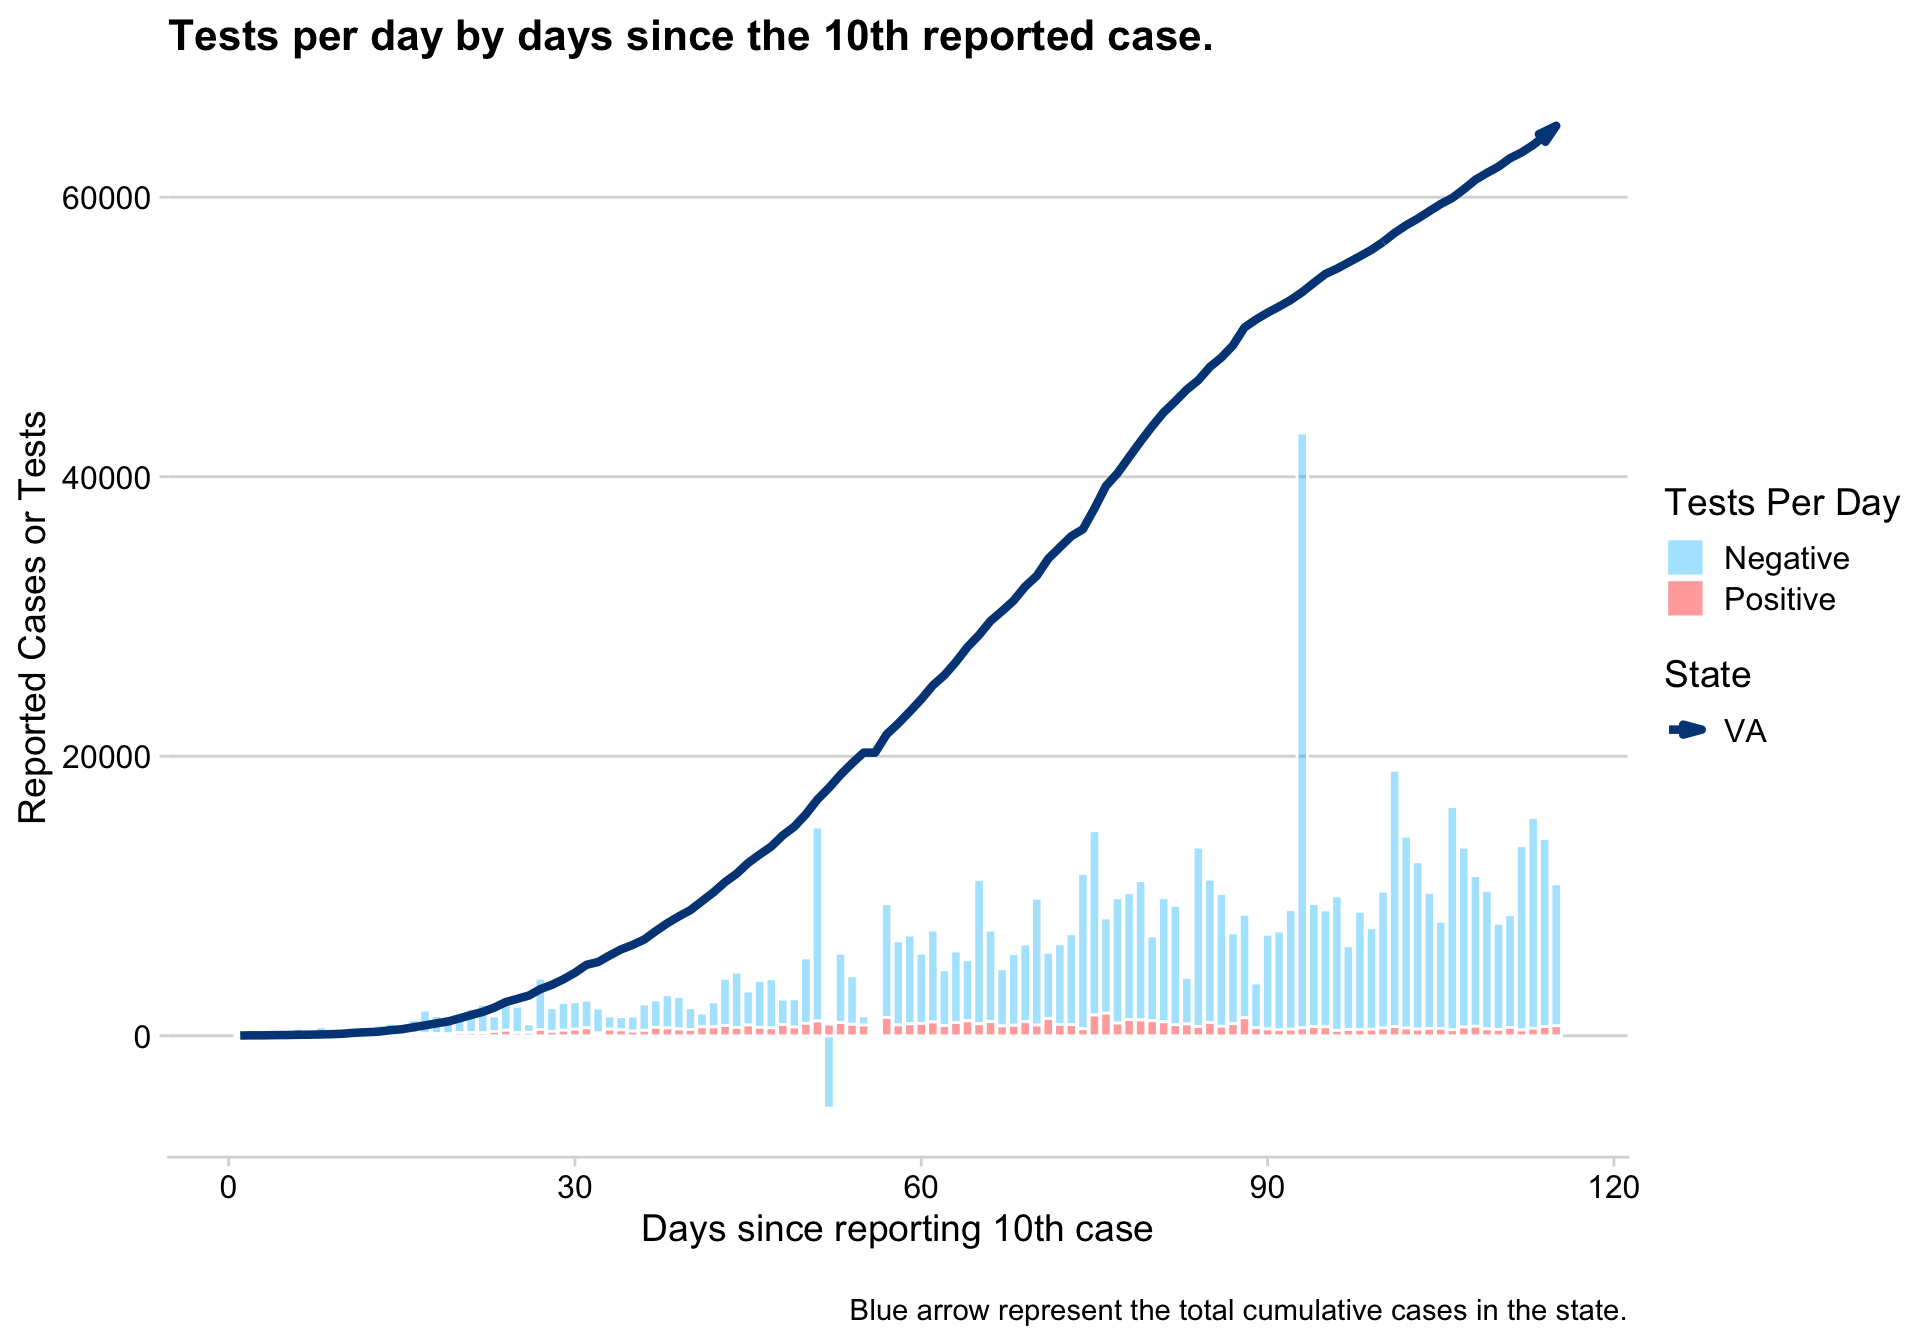 Tests per day by days since the 10th reported case.
Reported Cases or Tests
60000
40000
20000
0
0 30 60 90 120
Days since reporting 10th case
Tests Per Day
Negative
Positive
State
VA
Blue arrow represent the total cumulative cases in the state.